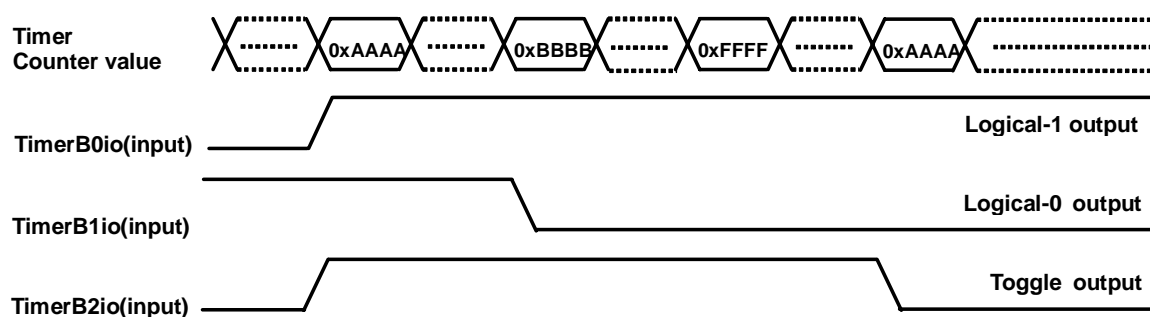 Timer
Counter value
0xAAAA 0xBBBB 0xFFFF 0xAAAA
TimerB0io(input)
Logical-1 output
TimerB1io(input)
Logical-0 output
TimerB2io(input)
Toggle output